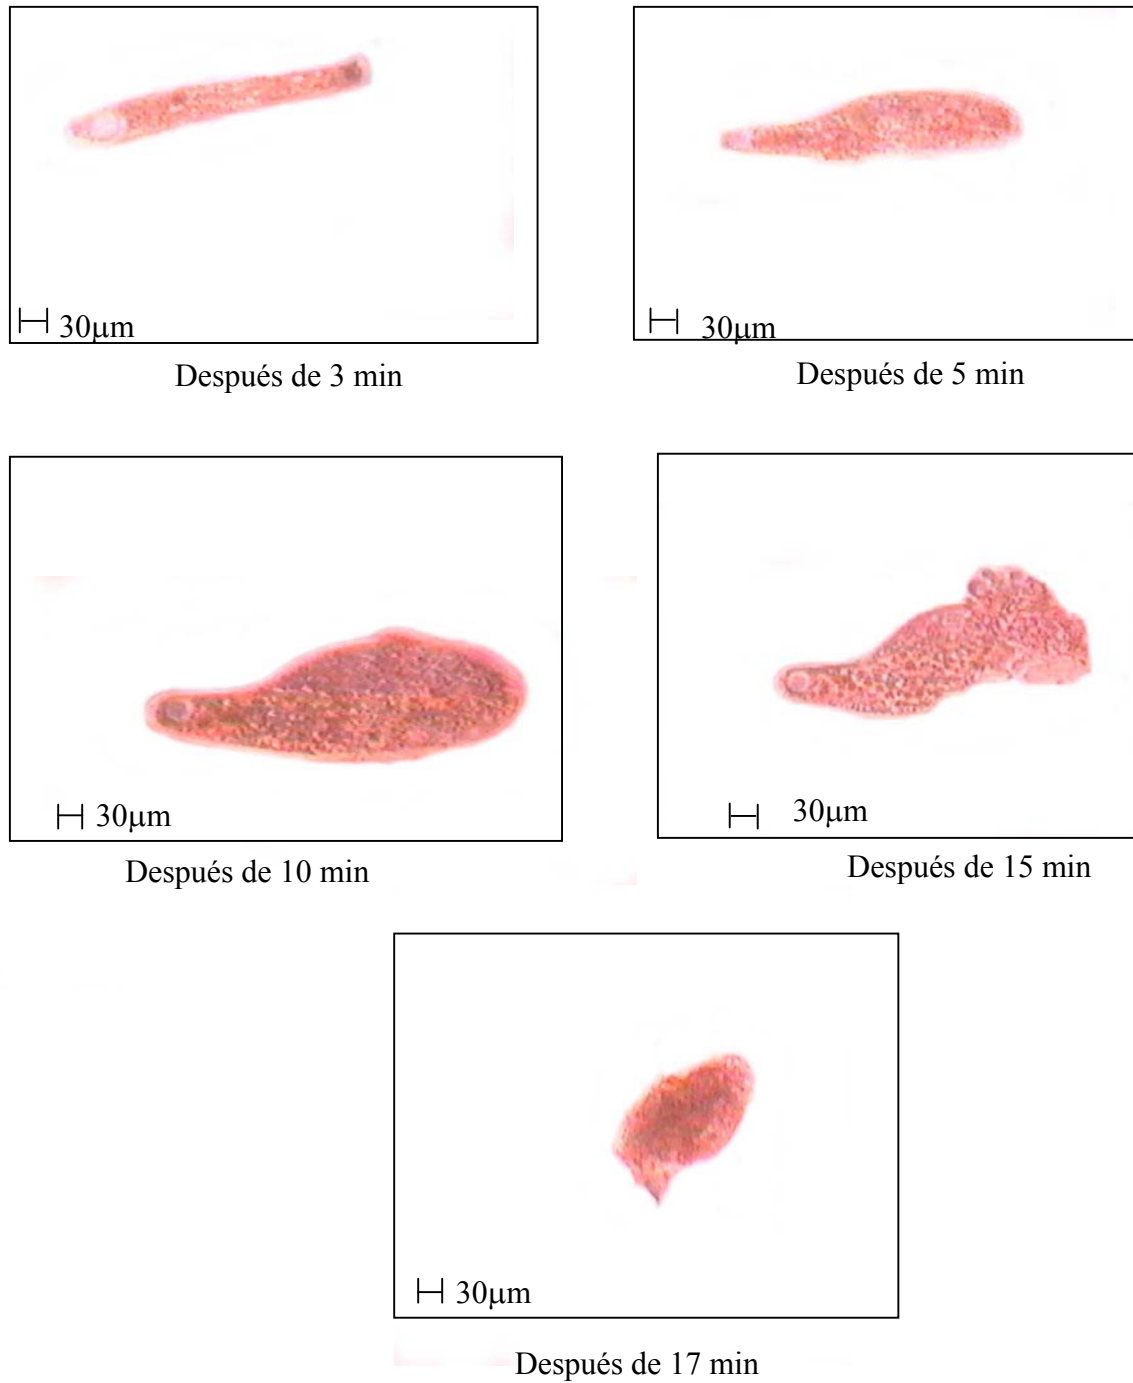 30μm
30μm
Después de 3 min
Después de 5 min
30μm
30μm
Después de 10 min
Después de 15 min
30μm
Después de 17 min